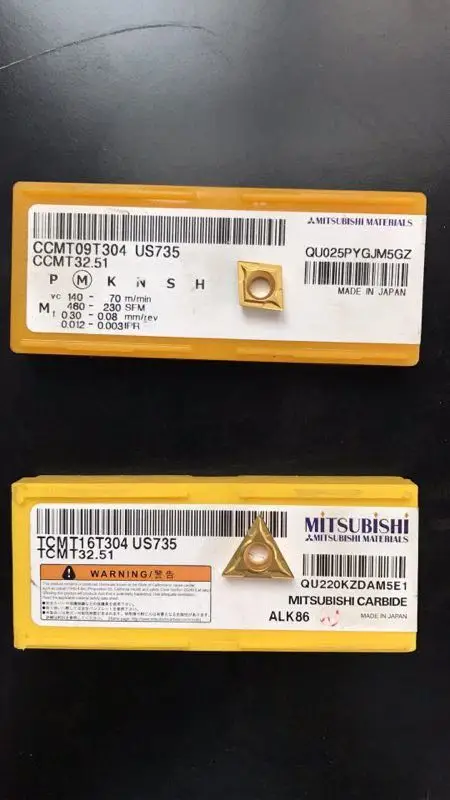 MITSUBISHI MATERIALS
CCMT09T304 US735
CCMT32.51
QU025PYGJM5GZ
P M K N S H
MADE IN JAPAN
vc 140 - 70 m/min
M 460 - 230 SFM
f 0.30 - 0.08 mm/rev
0.012 - 0.003 IPR
MITSUBISHI
MITSUBISHI MATERIALS
TCMT16T304 US735
TCMT32.51
WARNING/警告
QU220KZDAM5E1
MITSUBISHI CARBIDE
ALK86
MADE IN JAPAN